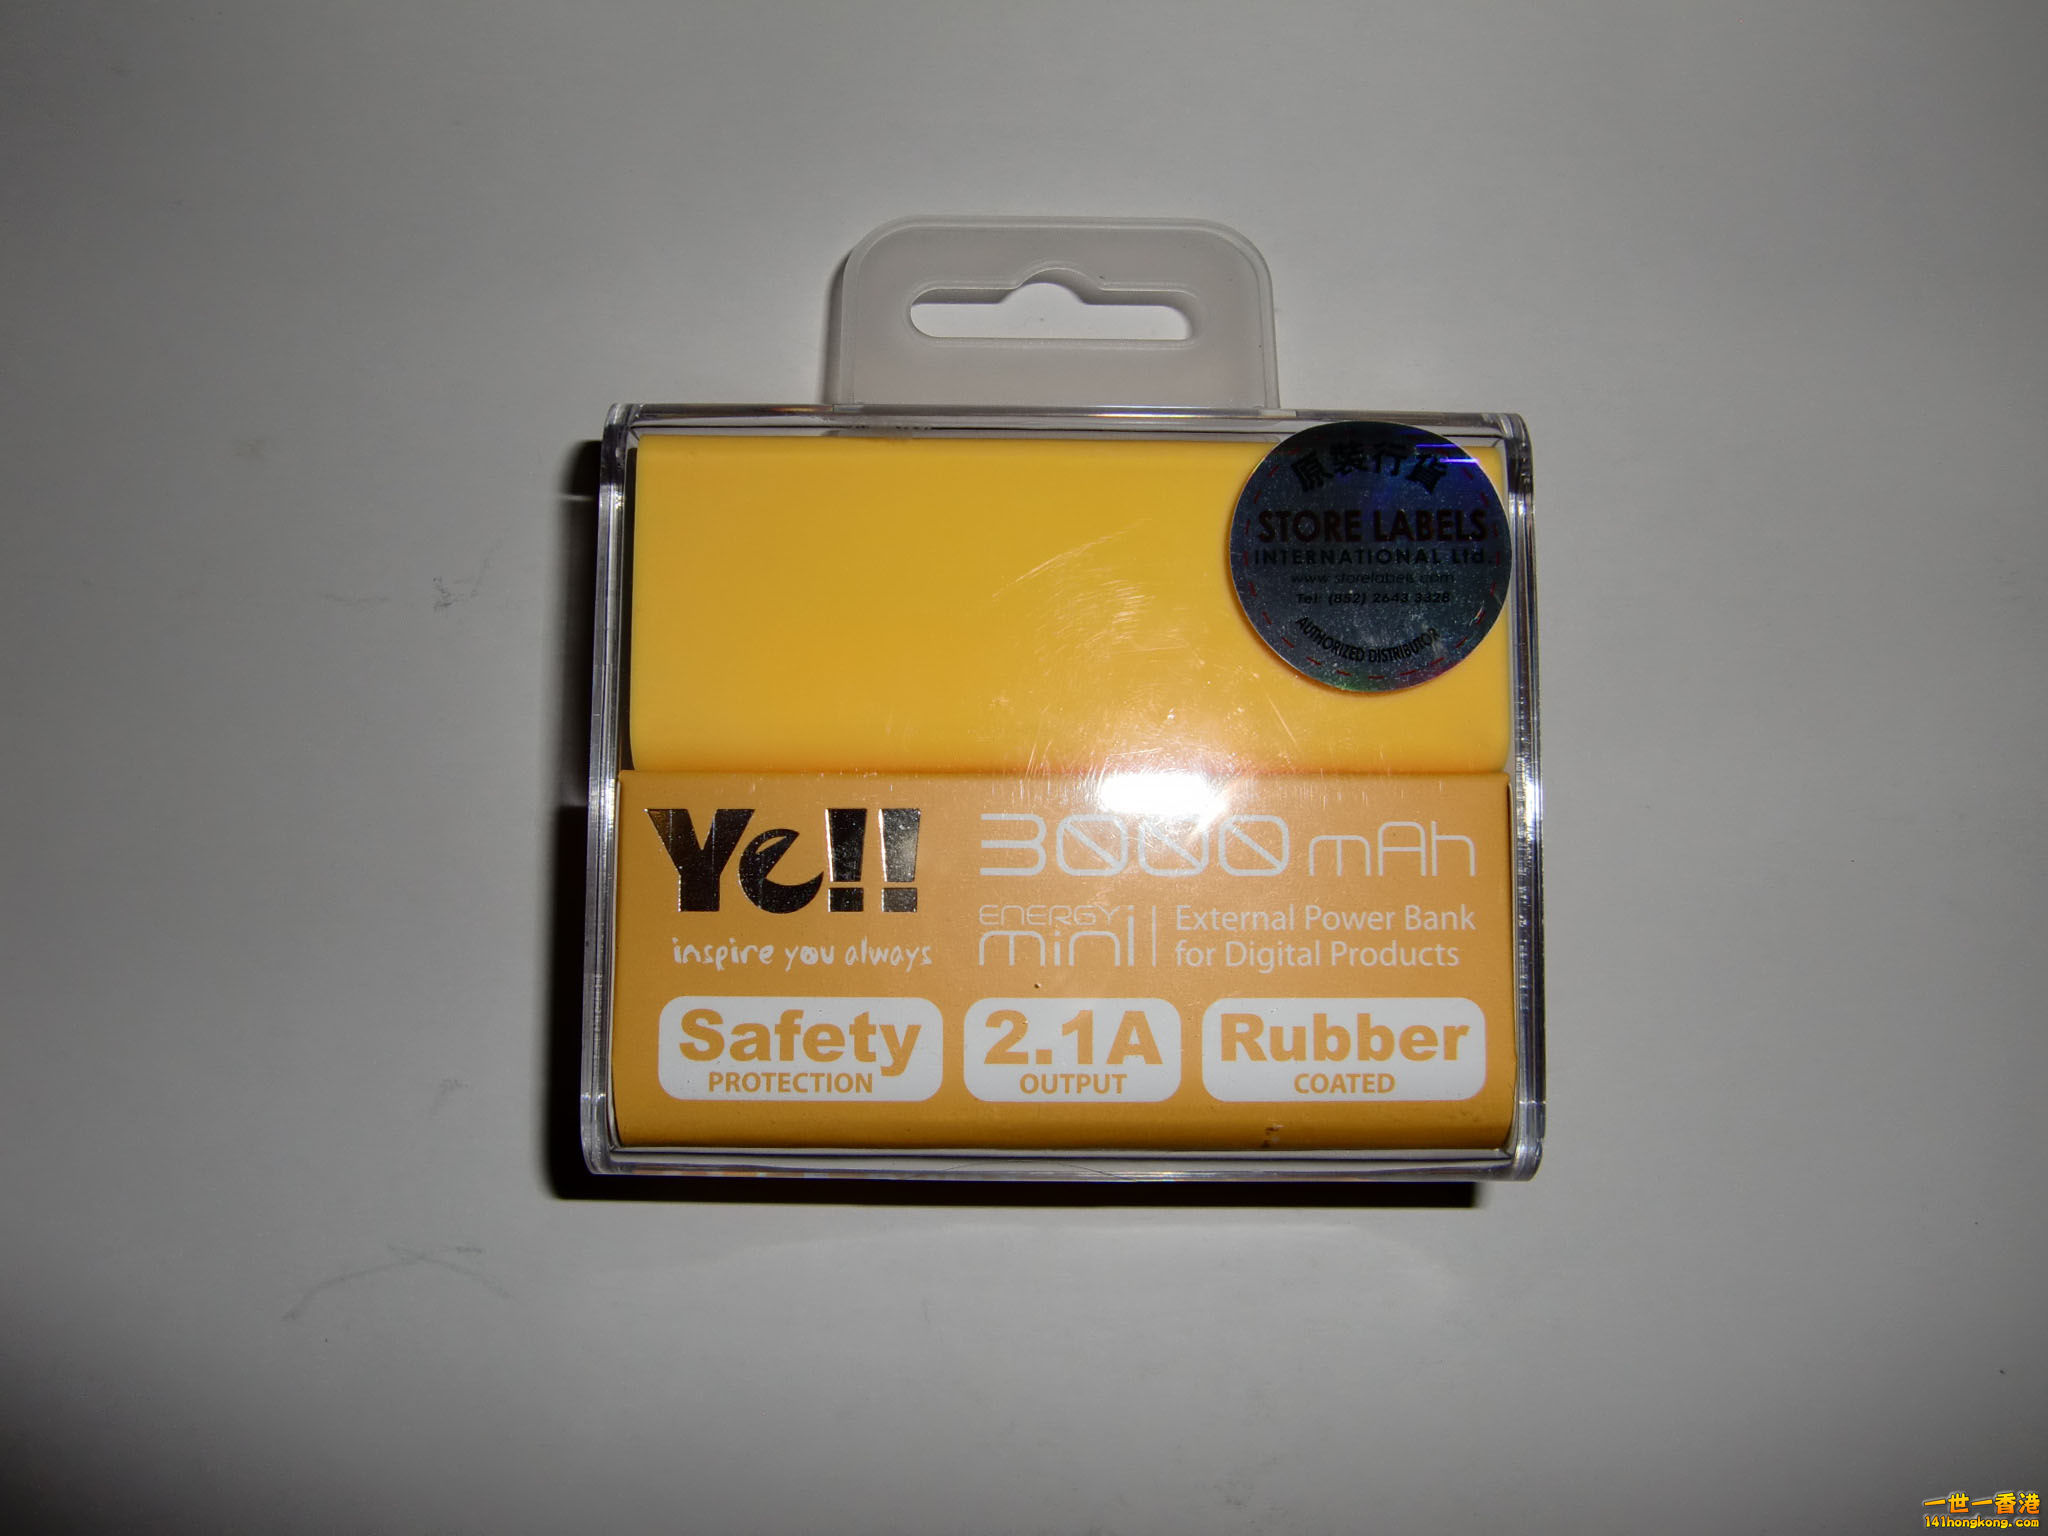 原裝行貨
STORE LABELS
INTERNATIONAL Ltd.
www.storelabels.com
Tel: (852) 2643 3328
AUTHORIZED DISTRIBUTOR
Ye!!
inspire you always
3000 mAh
ENERGY
mini
External Power Bank
for Digital Products
Safety
PROTECTION
2.1A
OUTPUT
Rubber
COATED
一世一香港
141hongkong.com